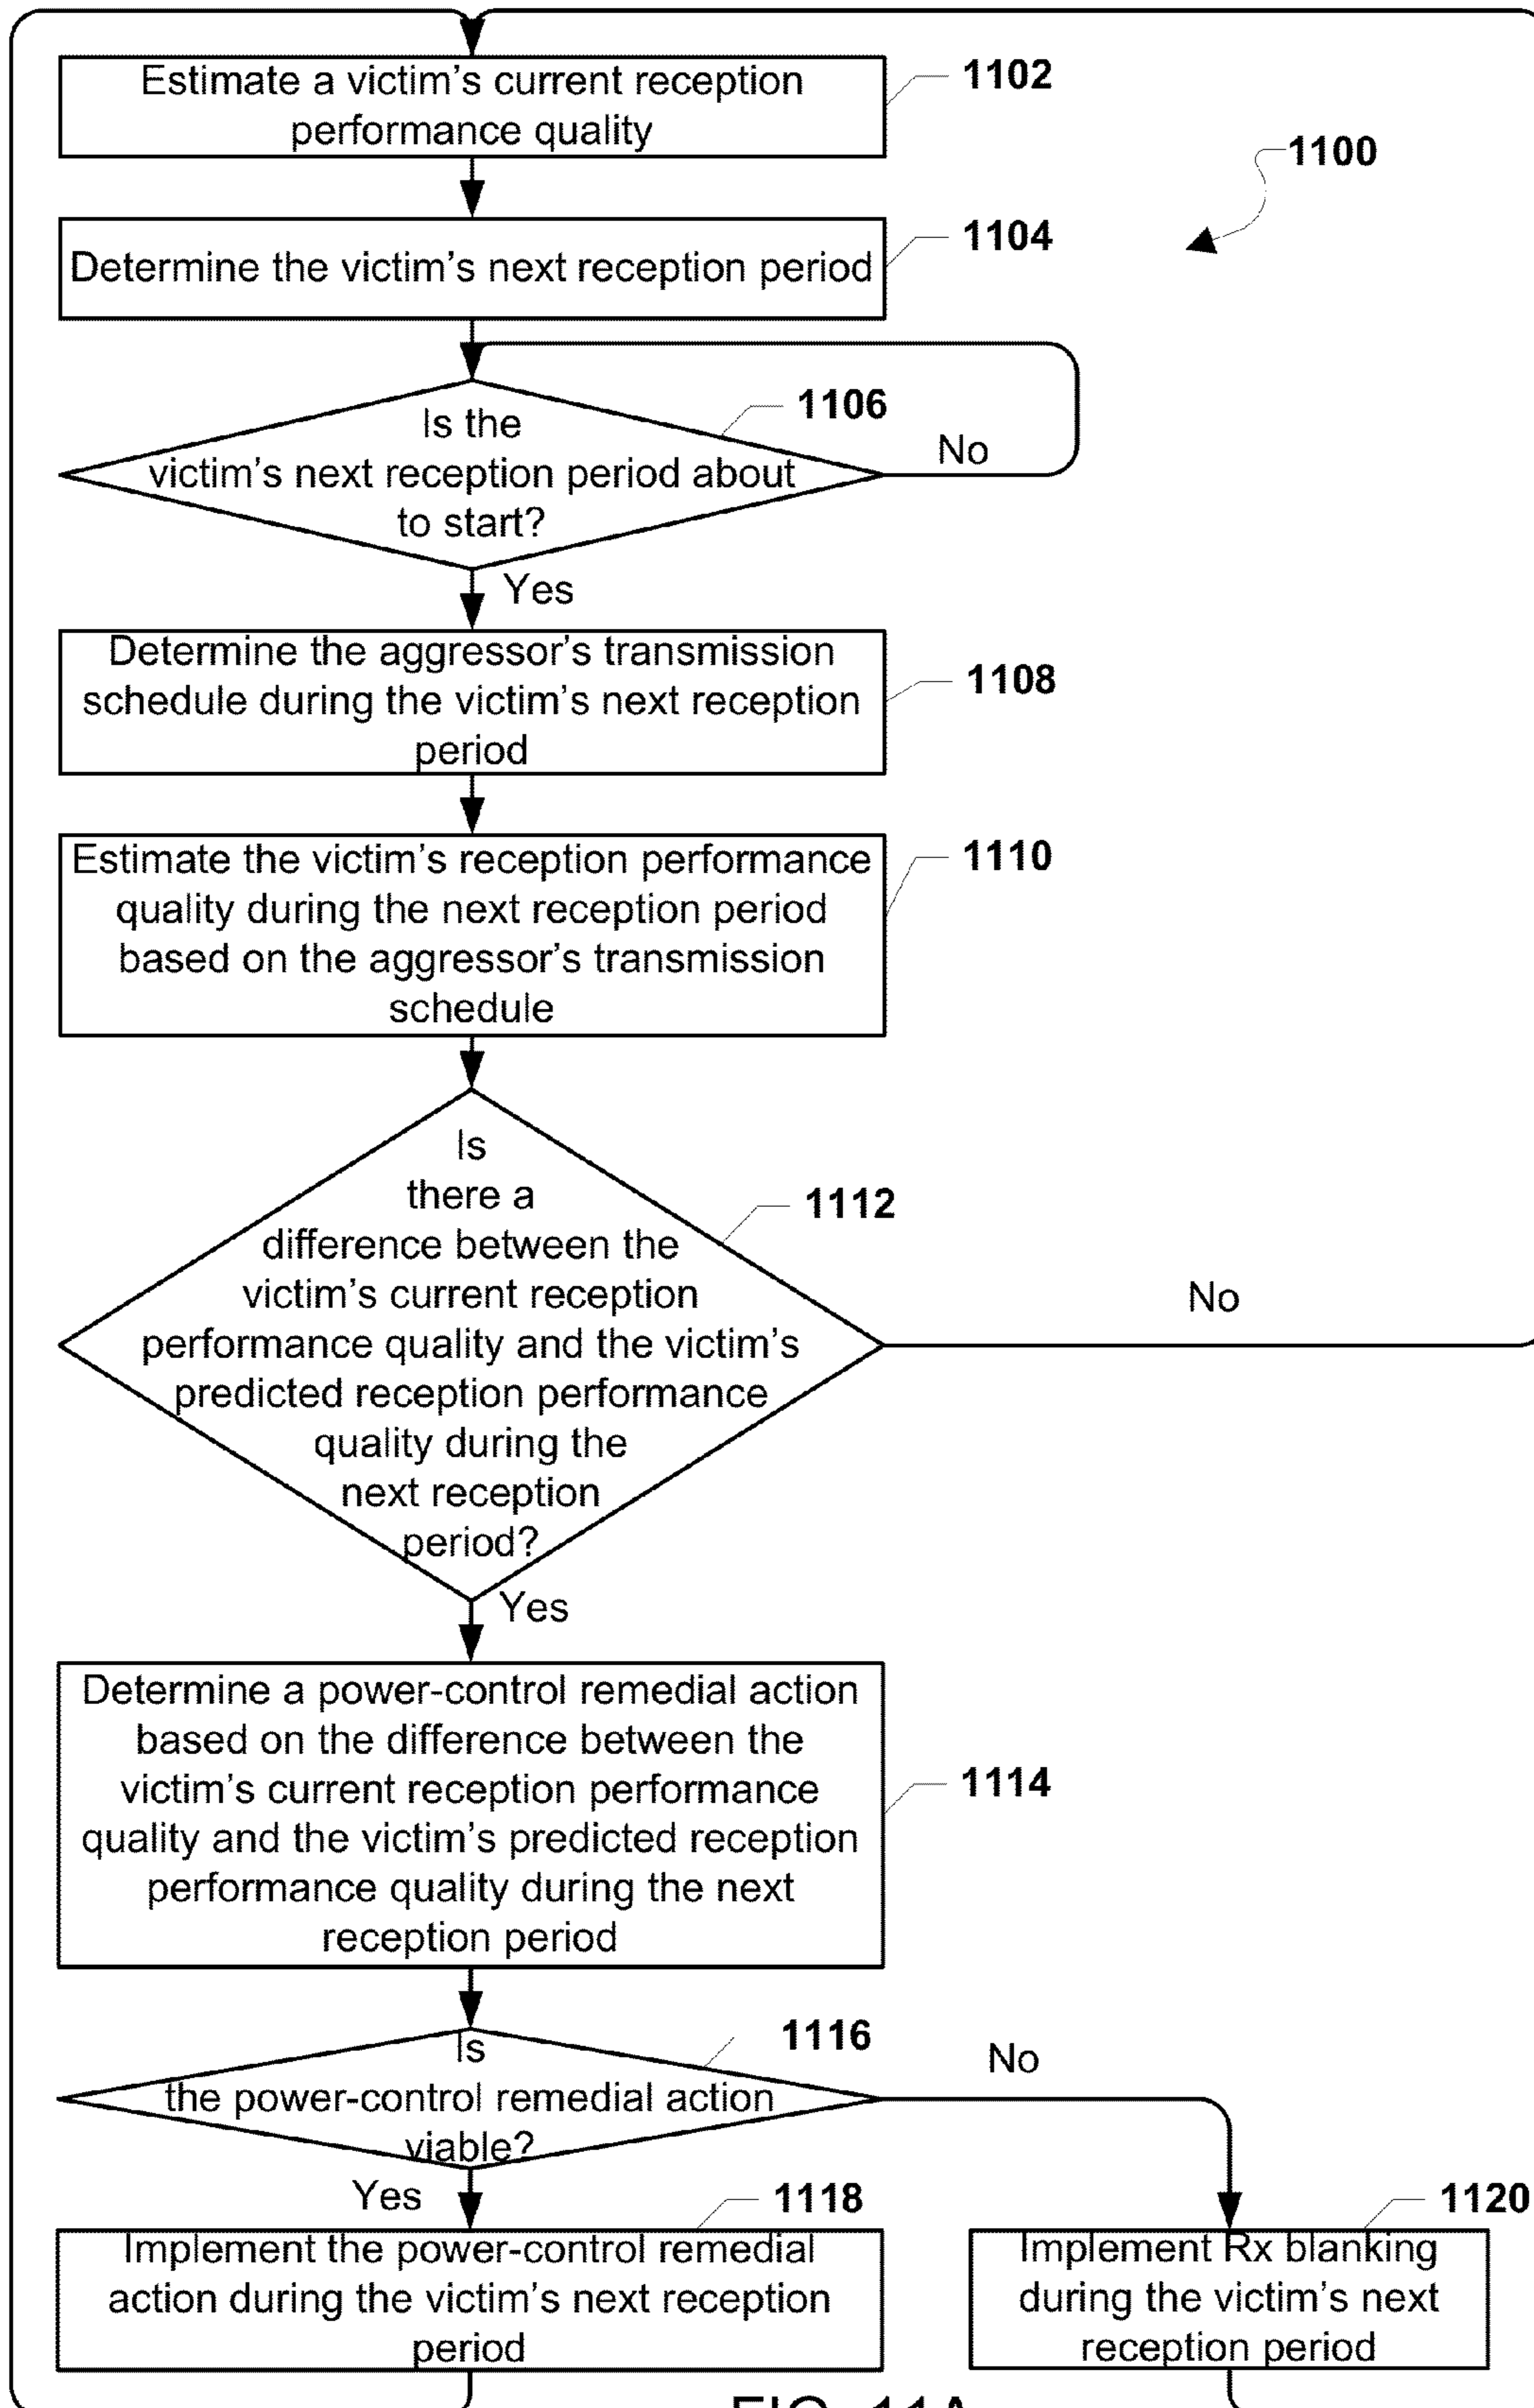 Estimate a victim's current reception
performance quality
1102
1100
Determine the victim's next reception period
1104
Is the
victim's next reception period about
to start?
1106
No
Yes
Determine the aggressor's transmission
schedule during the victim's next reception
period
1108
Estimate the victim's reception performance
quality during the next reception period
based on the aggressor's transmission
schedule
1110
Is
there a
difference between the
victim's current reception
performance quality and the victim's
predicted reception performance
quality during the
next reception
period?
1112
No
Yes
Determine a power-control remedial action
based on the difference between the
victim's current reception performance
quality and the victim's predicted reception
performance quality during the next
reception period
1114
Is
the power-control remedial action
viable?
1116
No
Yes
1118
Implement the power-control remedial
action during the victim's next reception
period
1120
Implement Rx blanking
during the victim's next
reception period
FIG. 11A